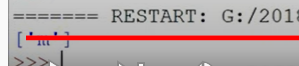 ======= RESTART: G:/2018
['m']
>>>